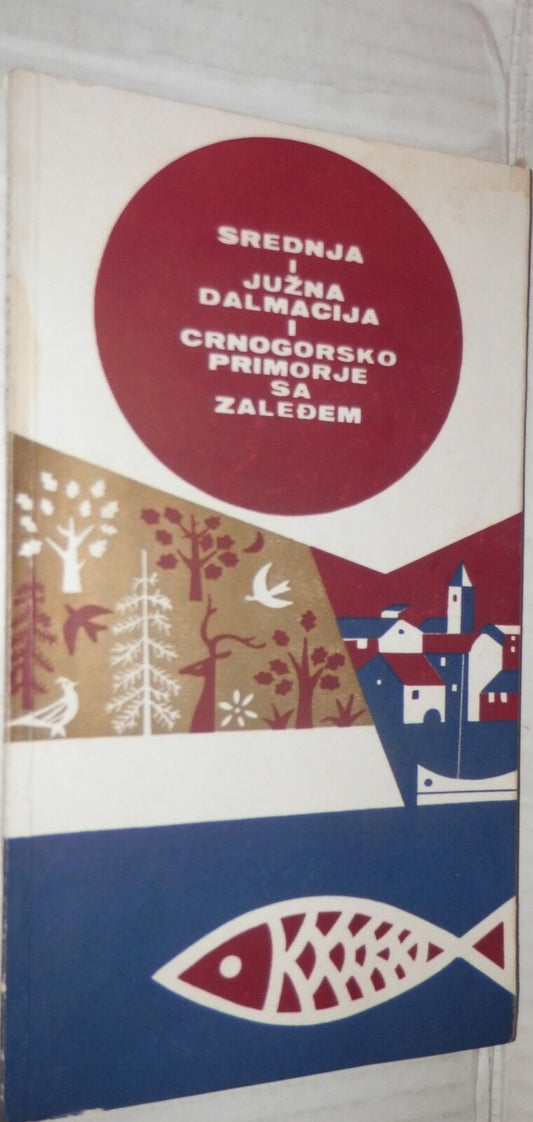 SREDNJA
I
JUŽNA
DALMACIJA
I
CRNOGORSKO
PRIMORJE
SA
ZALEĐEM